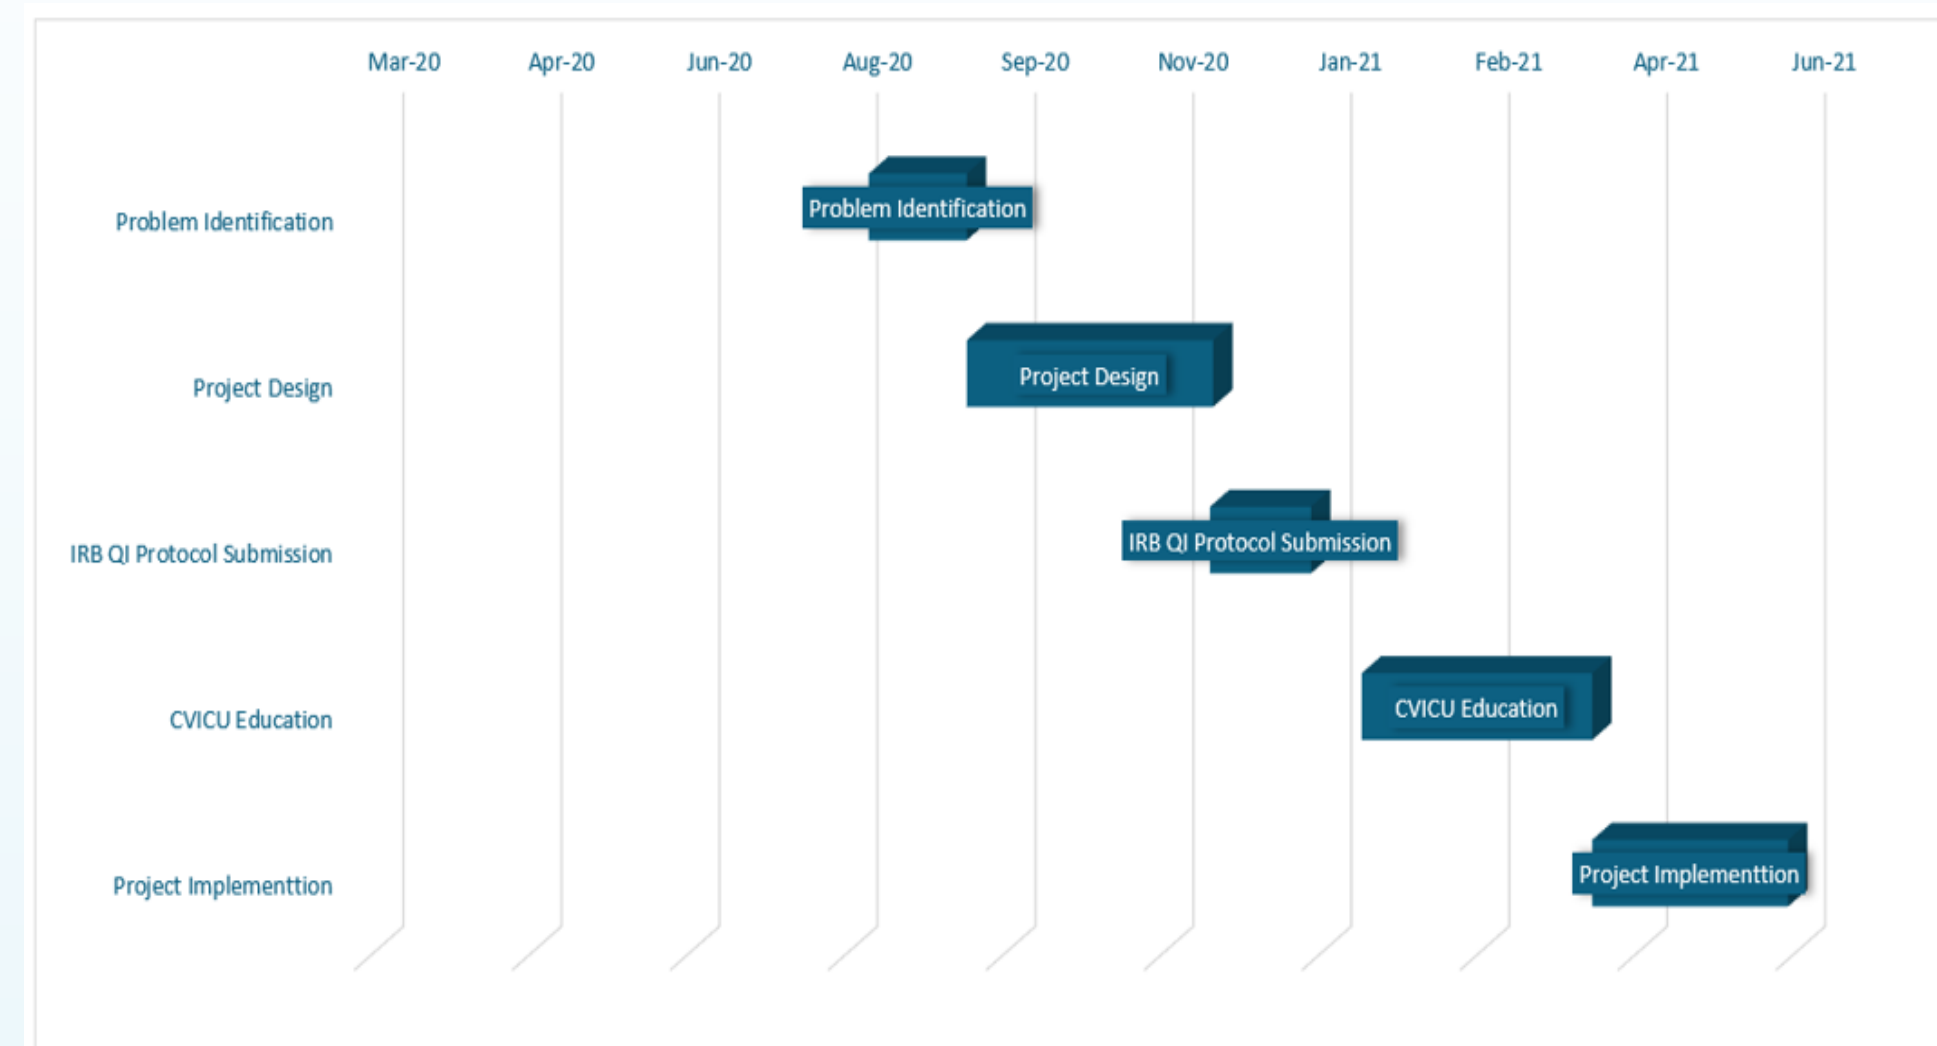 Mar-20 Apr-20 Jun-20 Aug-20 Sep-20 Nov-20 Jan-21 Feb-21 Apr-21 Jun-21
Problem Identification Problem Identification
Project Design Project Design
IRB QI Protocol Submission IRB QI Protocol Submission
CVICU Education CVICU Education
Project Implementtion Project Implementtion